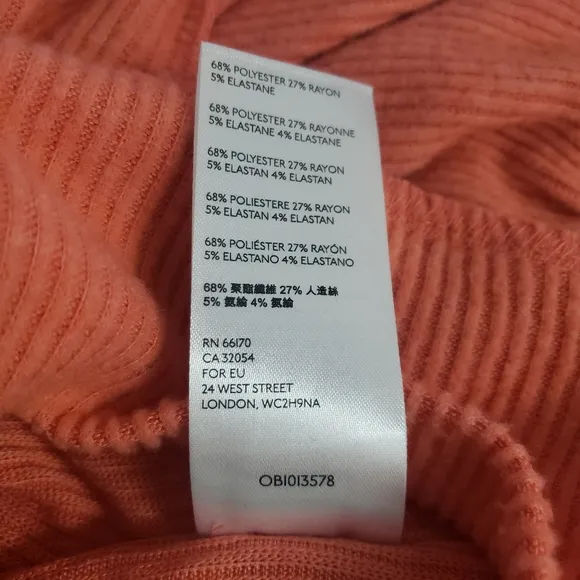 68% POLYESTER 27% RAYON
5% ELASTANE
68% POLYESTER 27% RAYONNE
5% ELASTANE 4% ELASTANE
68% POLYESTER 27% RAYON
5% ELASTAN 4% ELASTAN
68% POLIESTERE 27% RAYON
5% ELASTAN 4% ELASTAN
68% POLIÉSTER 27% RAYÓN
5% ELASTANO 4% ELASTANO
68% 聚酯纖維 27% 人造絲
5% 氨綸 4% 氨綸
RN 66170
CA 32054
FOR EU
24 WEST STREET
LONDON, WC2H9NA
OB1013578